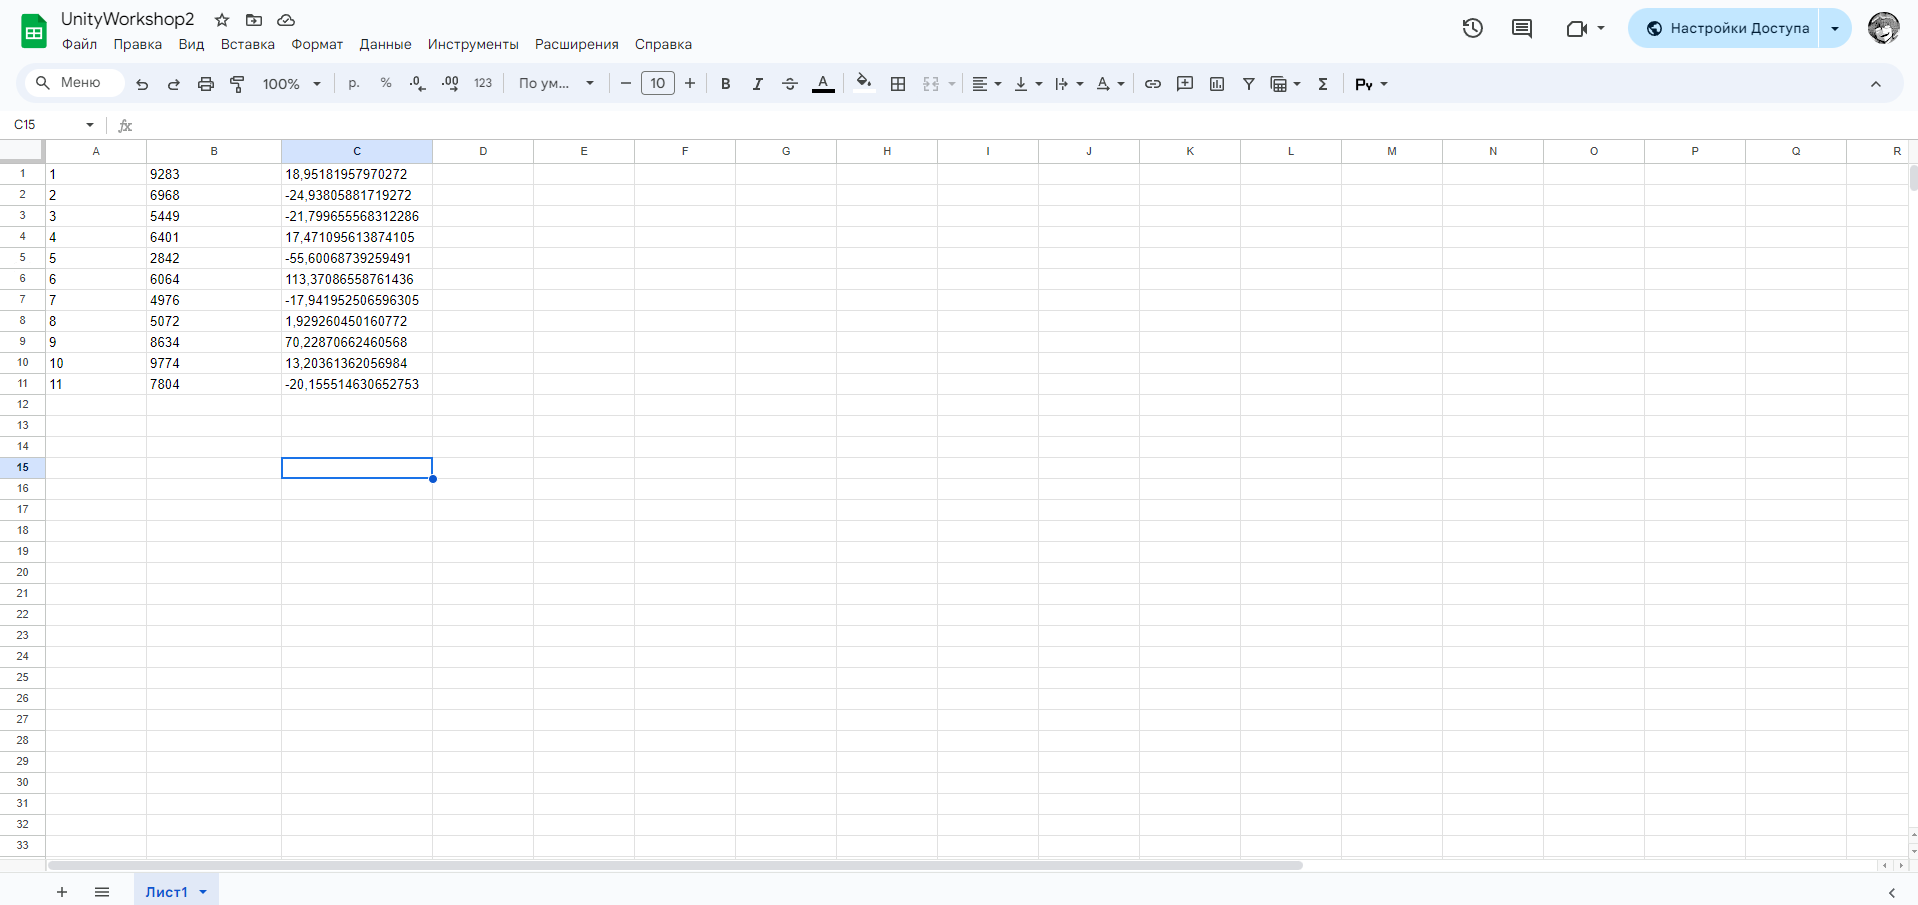 UnityWorkshop2
Файл Правка Вид Вставка Формат Данные Инструменты Расширения Справка
Настройки Доступа
Меню 100% р. % .0 .00 123 По ум... − 10 + B I A Σ Py
C15 fx
A B C D E F G H I J K L M N O P Q R
1 1 9283 18,95181957970272
2 2 6968 -24,93805881719272
3 3 5449 -21,799655568312286
4 4 6401 17,471095613874105
5 5 2842 -55,60068739259491
6 6 6064 113,37086558761436
7 7 4976 -17,941952506596305
8 8 5072 1,929260450160772
9 9 8634 70,22870662460568
10 10 9774 13,20361362056984
11 11 7804 -20,155514630652753
12
13
14
15
16
17
18
19
20
21
22
23
24
25
26
27
28
29
30
31
32
33
+ Лист1